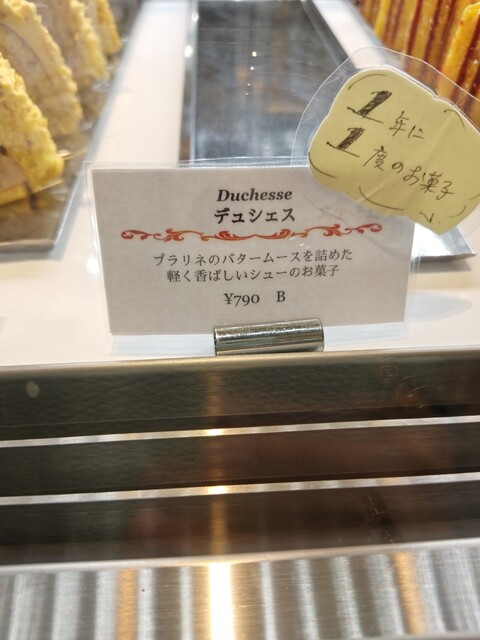 1年に
1度のお菓子
Duchesse
デュシェス
プラリネのバタームースを詰めた
軽く香ばしいシューのお菓子
¥790 B